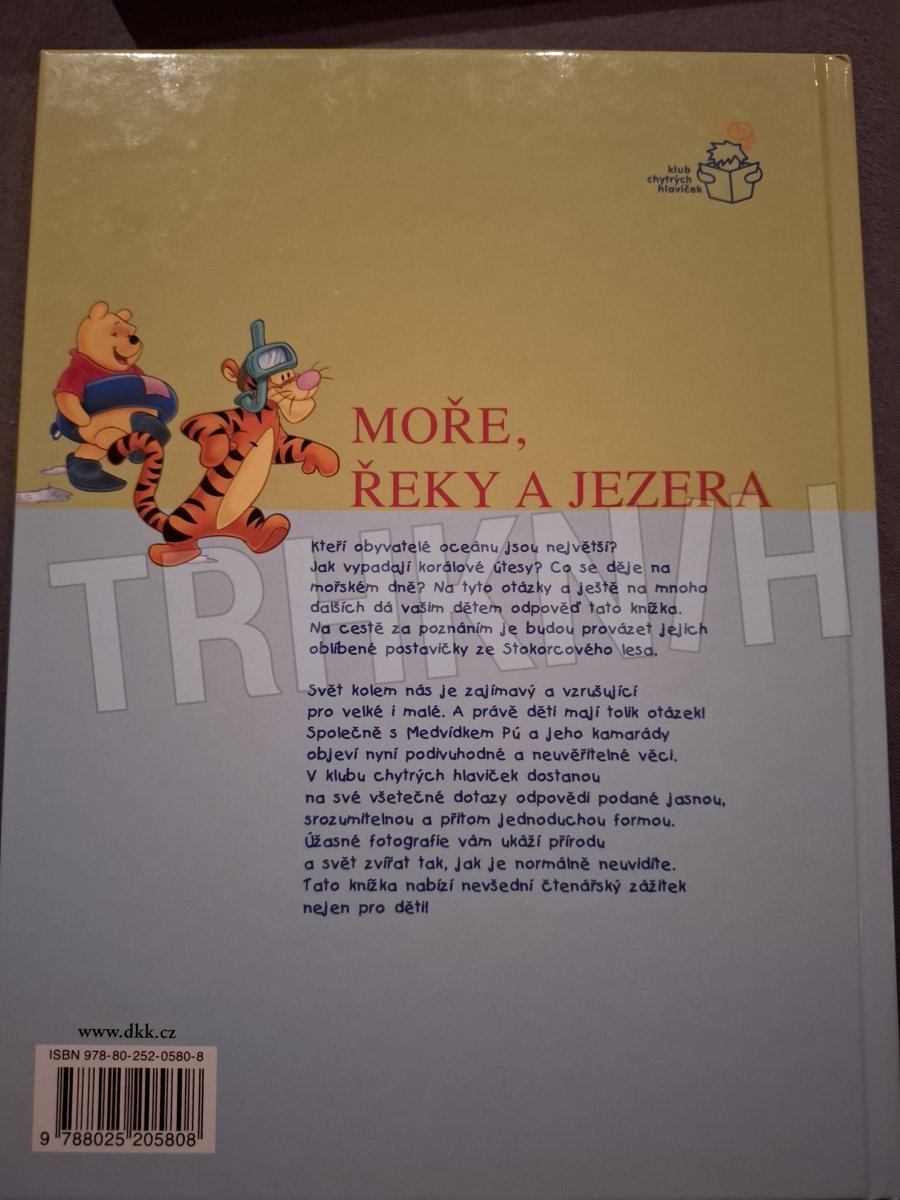 klub
chytrých
hlaviček
MOŘE,
ŘEKY A JEZERA
TRHKNVH
Kteří obyvatelé oceánu jsou největší?
Jak vypadají korálové útesy? Co se děje na
mořském dně? Na tyto otázky a ještě na mnoho
dalších dá vašim dětem odpověď tato knížka.
Na cestě za poznáním je budou provázet jejich
oblíbené postavičky ze Stokorcového lesa.
Svět kolem nás je zajímavý a vzrušující
pro velké i malé. A právě děti mají tolik otázek!
Společně s Medvídkem Pú a jeho kamarády
objeví nyní podivuhodné a neuvěřitelné věci.
V klubu chytrých hlaviček dostanou
na své všetečné dotazy odpovědi podané jasnou,
srozumitelnou a přitom jednoduchou formou.
Úžasné fotografie vám ukáží přírodu
a svět zvířat tak, jak je normálně neuvidíte.
Tato knížka nabízí nevšední čtenářský zážitek
nejen pro děti!
www.dkk.cz
ISBN 978-80-252-0580-8
9 788025 205808